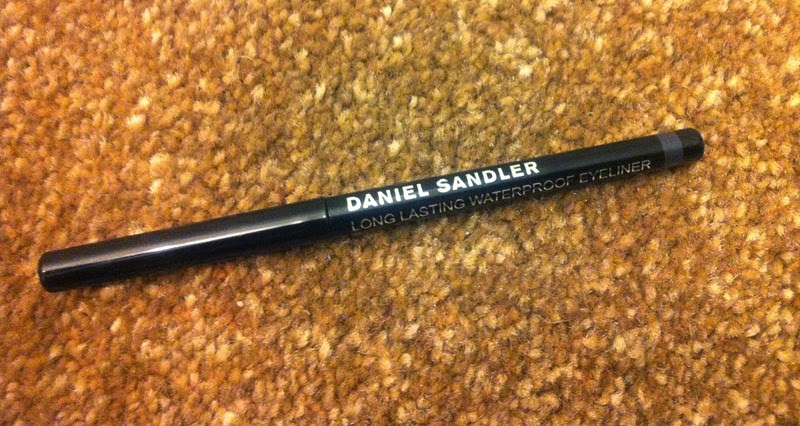 DANIEL SANDLER
LONG LASTING WATERPROOF EYELINER